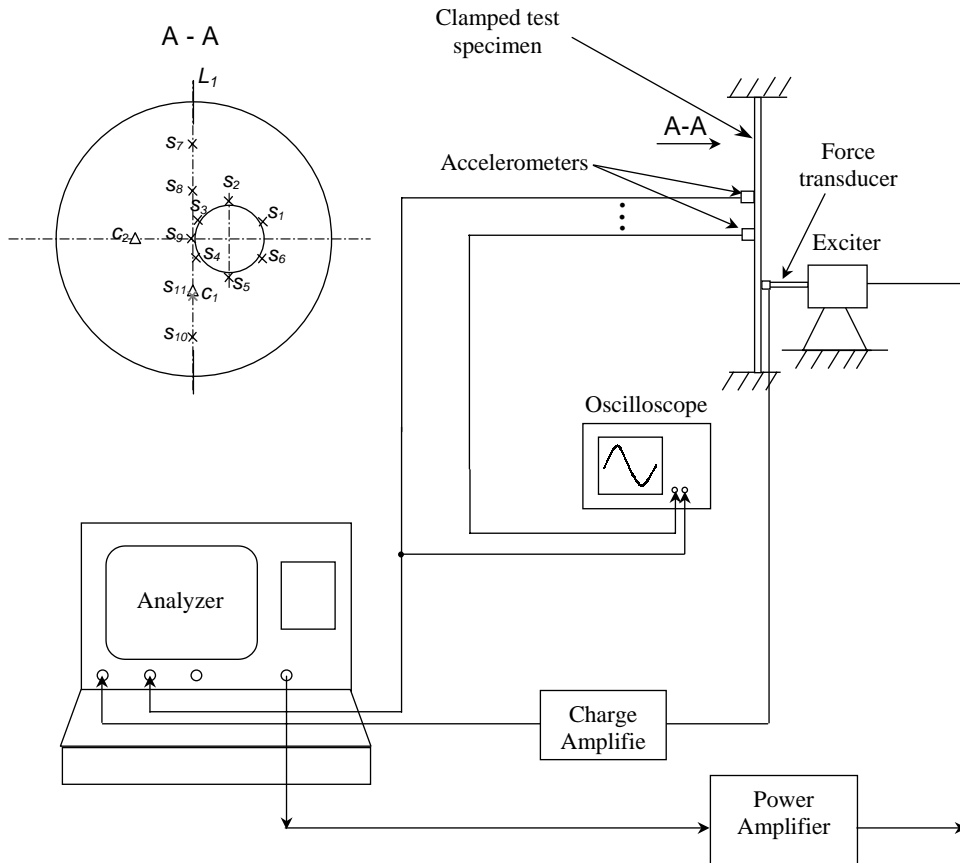 Clamped test
specimen
A - A
L1
s7
A-A
Force
transducer
Accelerometers
s8
s2
s3
s1
c2
s9
Exciter
s4
s6
s5
s11
c1
s10
Oscilloscope
Analyzer
Charge
Amplifie
Power
Amplifier